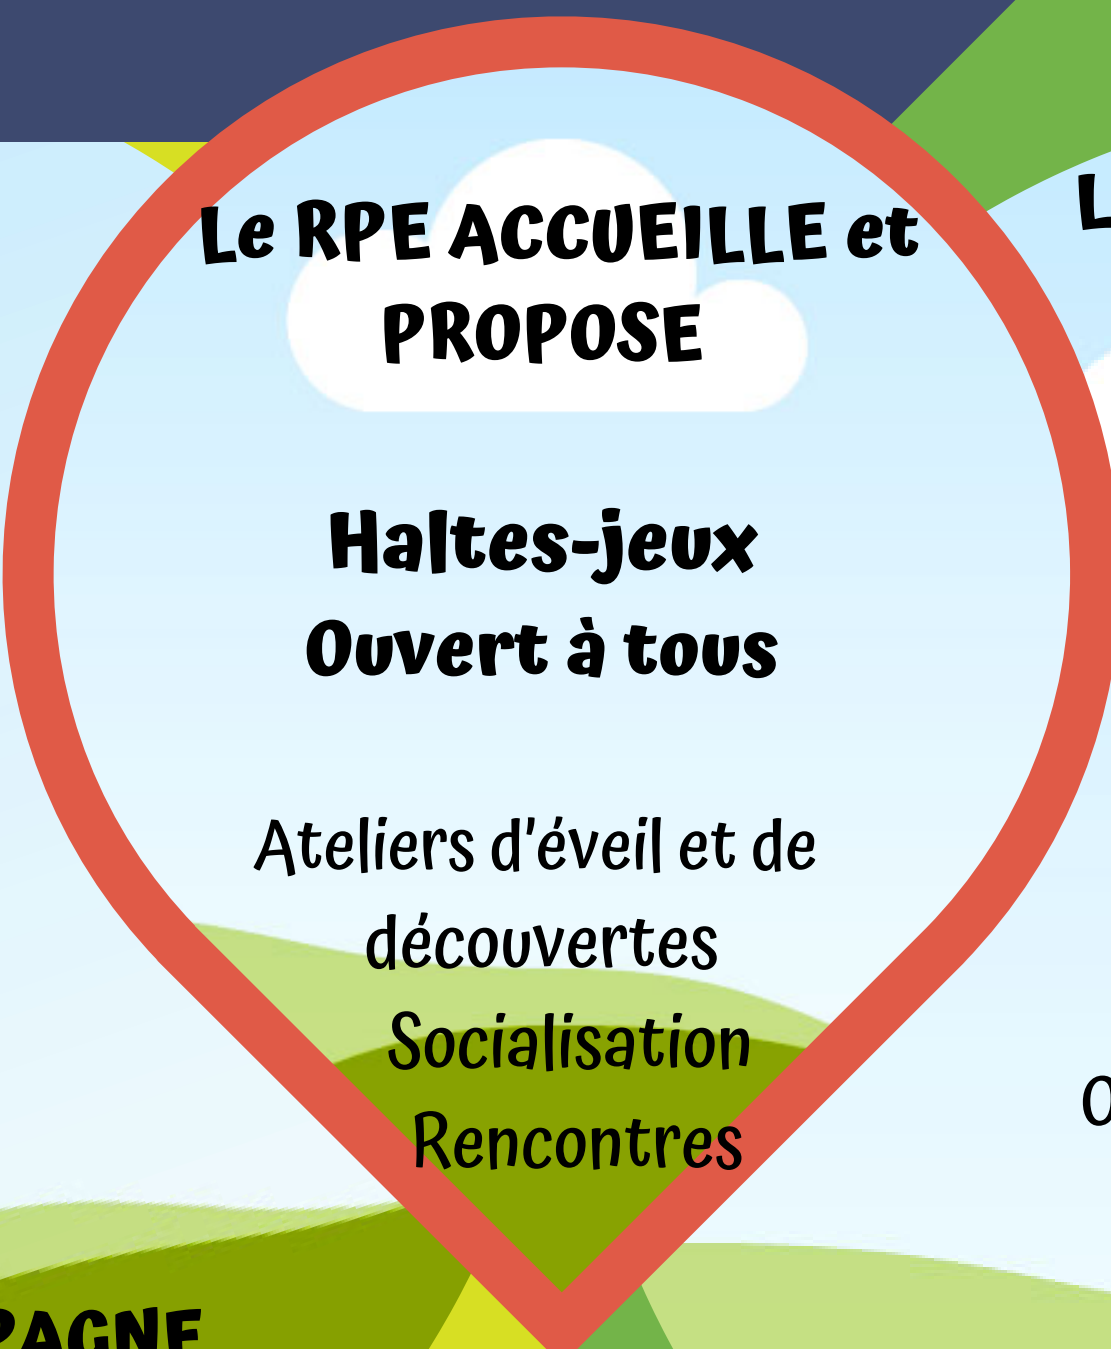 Le RPE ACCUEILLE et
PROPOSE
Haltes-jeux
Ouvert à tous
Ateliers d'éveil et de
découvertes
Socialisation
Rencontres